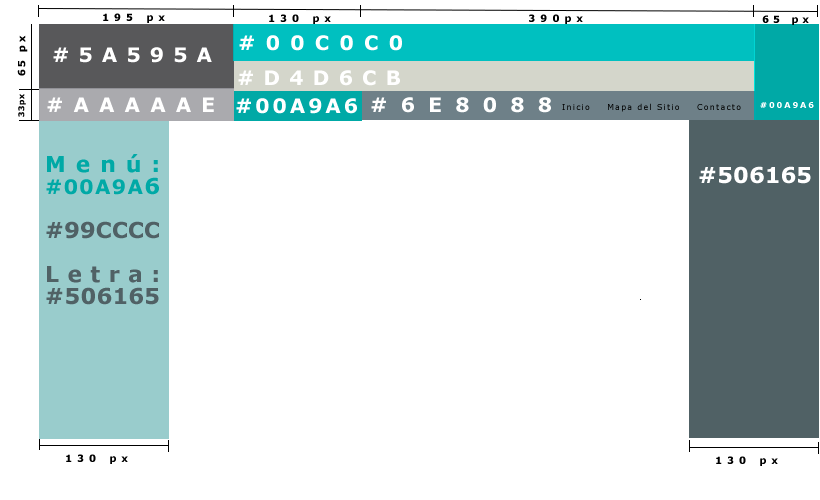 195 px
130 px
390px
65 px
65 px
#5A595A
#00C0C0
#D4D6CB
33px
#AAAAAE
#00A9A6
#6E8088
Inicio
Mapa del Sitio
Contacto
#00A9A6
Menú:
#00A9A6
#99CCCC
Letra:
#506165
#506165
130 px
130 px